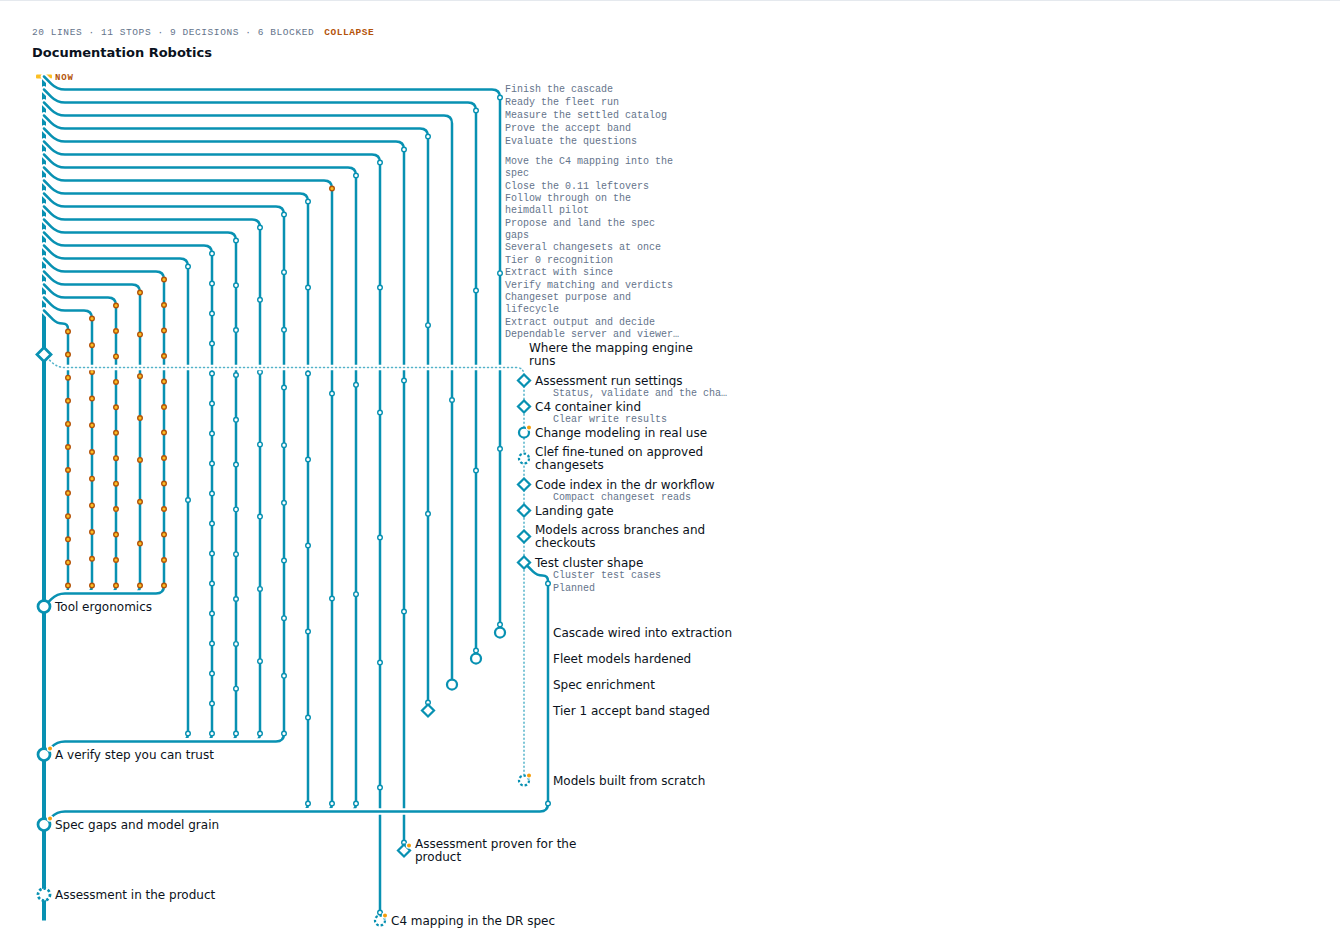 20 LINES · 11 STOPS · 9 DECISIONS · 6 BLOCKED COLLAPSE
Documentation Robotics
NOW
Finish the cascade
Ready the fleet run
Measure the settled catalog
Prove the accept band
Evaluate the questions
Move the C4 mapping into the
spec
Close the 0.11 leftovers
Follow through on the
heimdall pilot
Propose and land the spec
gaps
Several changesets at once
Tier 0 recognition
Extract with since
Verify matching and verdicts
Changeset purpose and
lifecycle
Extract output and decide
Dependable server and viewer…
Where the mapping engine
runs
Assessment run settings
Status, validate and the cha…
C4 container kind
Clear write results
Change modeling in real use
Clef fine-tuned on approved
changesets
Code index in the dr workflow
Compact changeset reads
Landing gate
Models across branches and
checkouts
Test cluster shape
Cluster test cases
Planned
Tool ergonomics
Cascade wired into extraction
Fleet models hardened
Spec enrichment
Tier 1 accept band staged
A verify step you can trust
Models built from scratch
Spec gaps and model grain
Assessment proven for the
product
Assessment in the product
C4 mapping in the DR spec